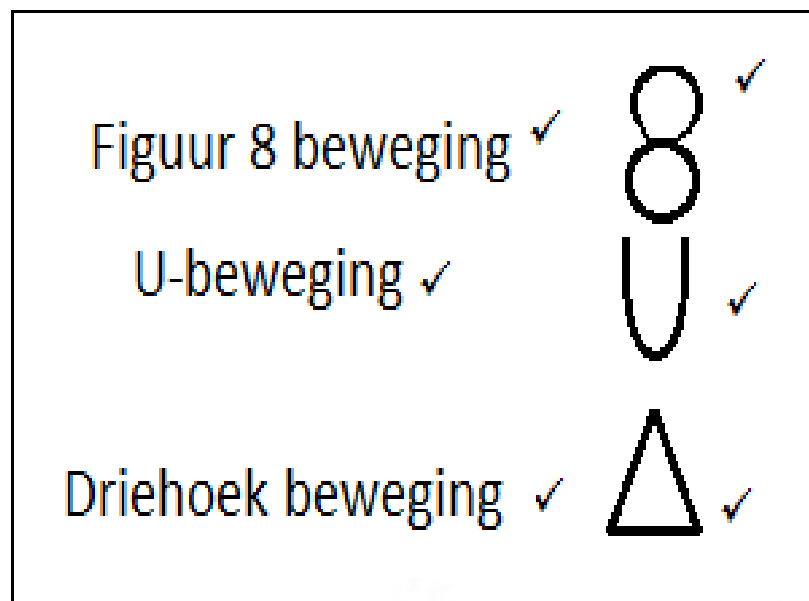 Figuur 8 beweging ✓ ✓
U-beweging ✓ ✓
Driehoek beweging ✓ ✓